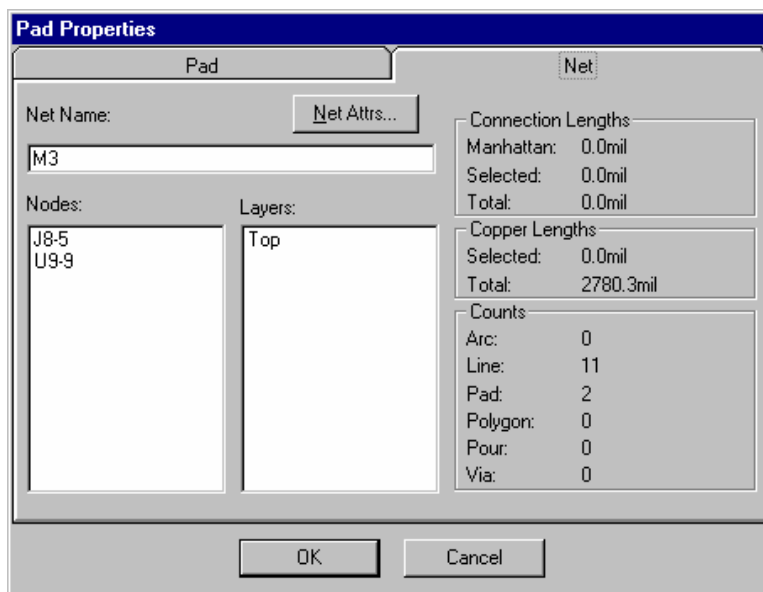 Pad Properties
Pad
Net
Net Name:
Net Attrs...
M3
Nodes:
J8-5
U9-9
Layers:
Top
Connection Lengths
Manhattan: 0.0mil
Selected: 0.0mil
Total: 0.0mil
Copper Lengths
Selected: 0.0mil
Total: 2780.3mil
Counts
Arc: 0
Line: 11
Pad: 2
Polygon: 0
Pour: 0
Via: 0
OK
Cancel